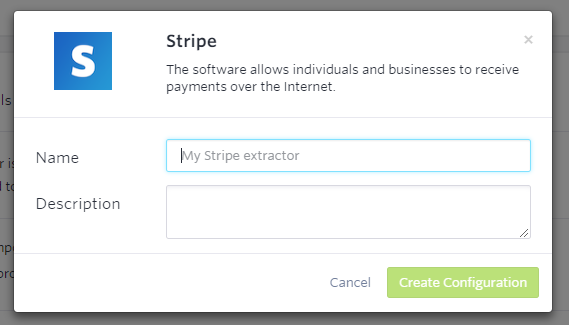 S
Stripe
×
The software allows individuals and businesses to receive
payments over the Internet.
Name
My Stripe extractor
Description
Cancel
Create Configuration